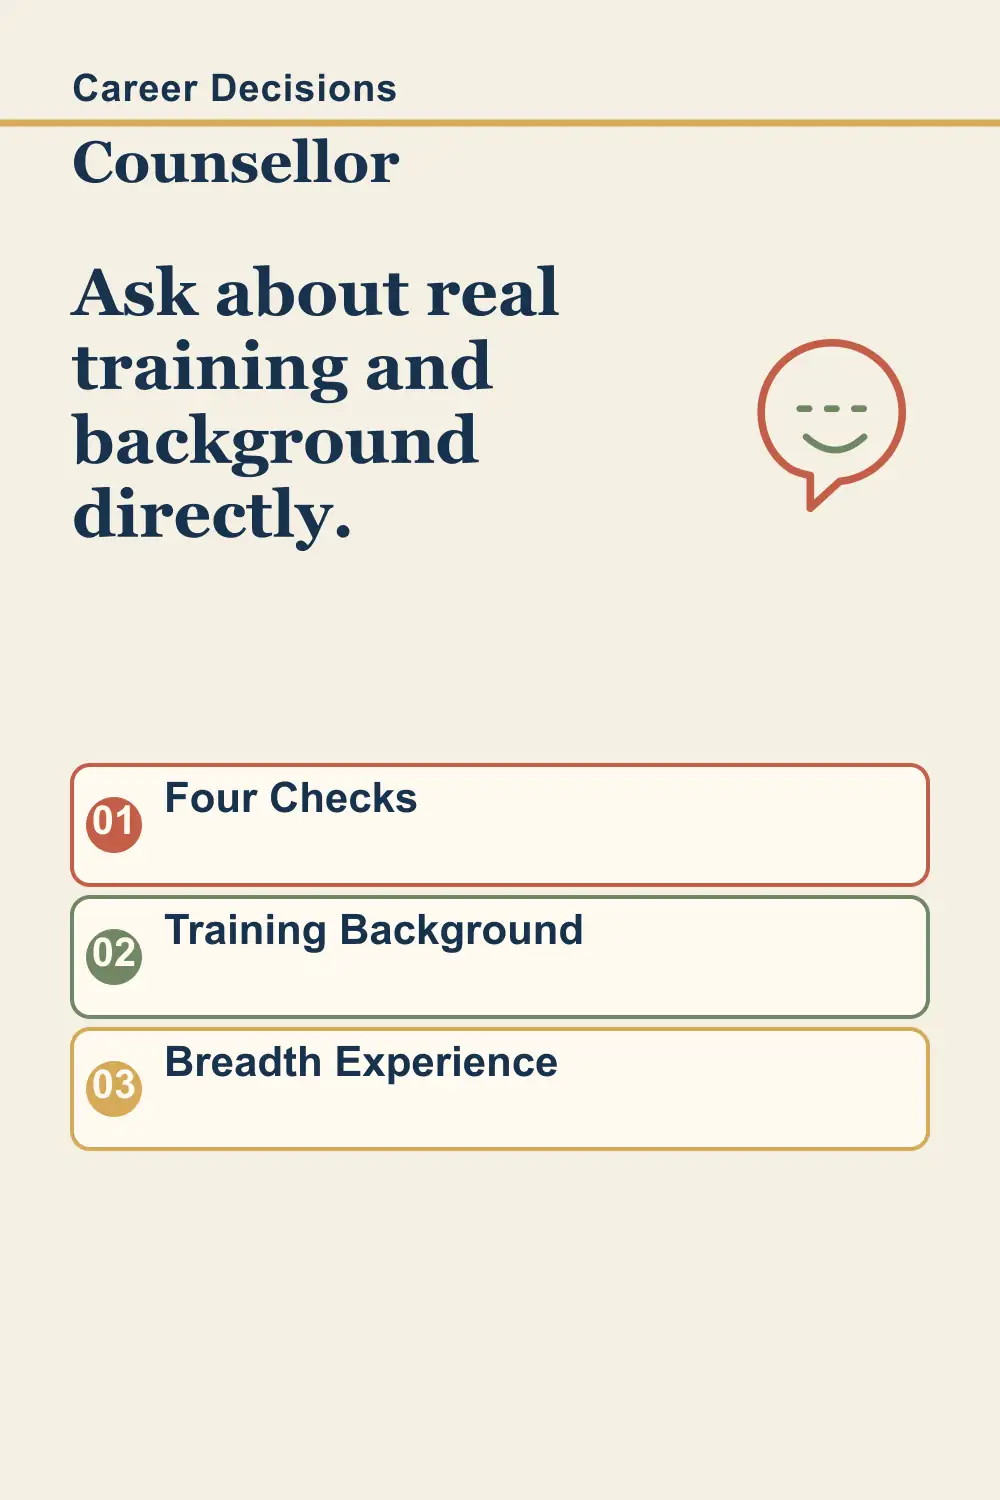 Career Decisions
Counsellor
Ask about real
training and
background
directly.
01 Four Checks
02 Training Background
03 Breadth Experience